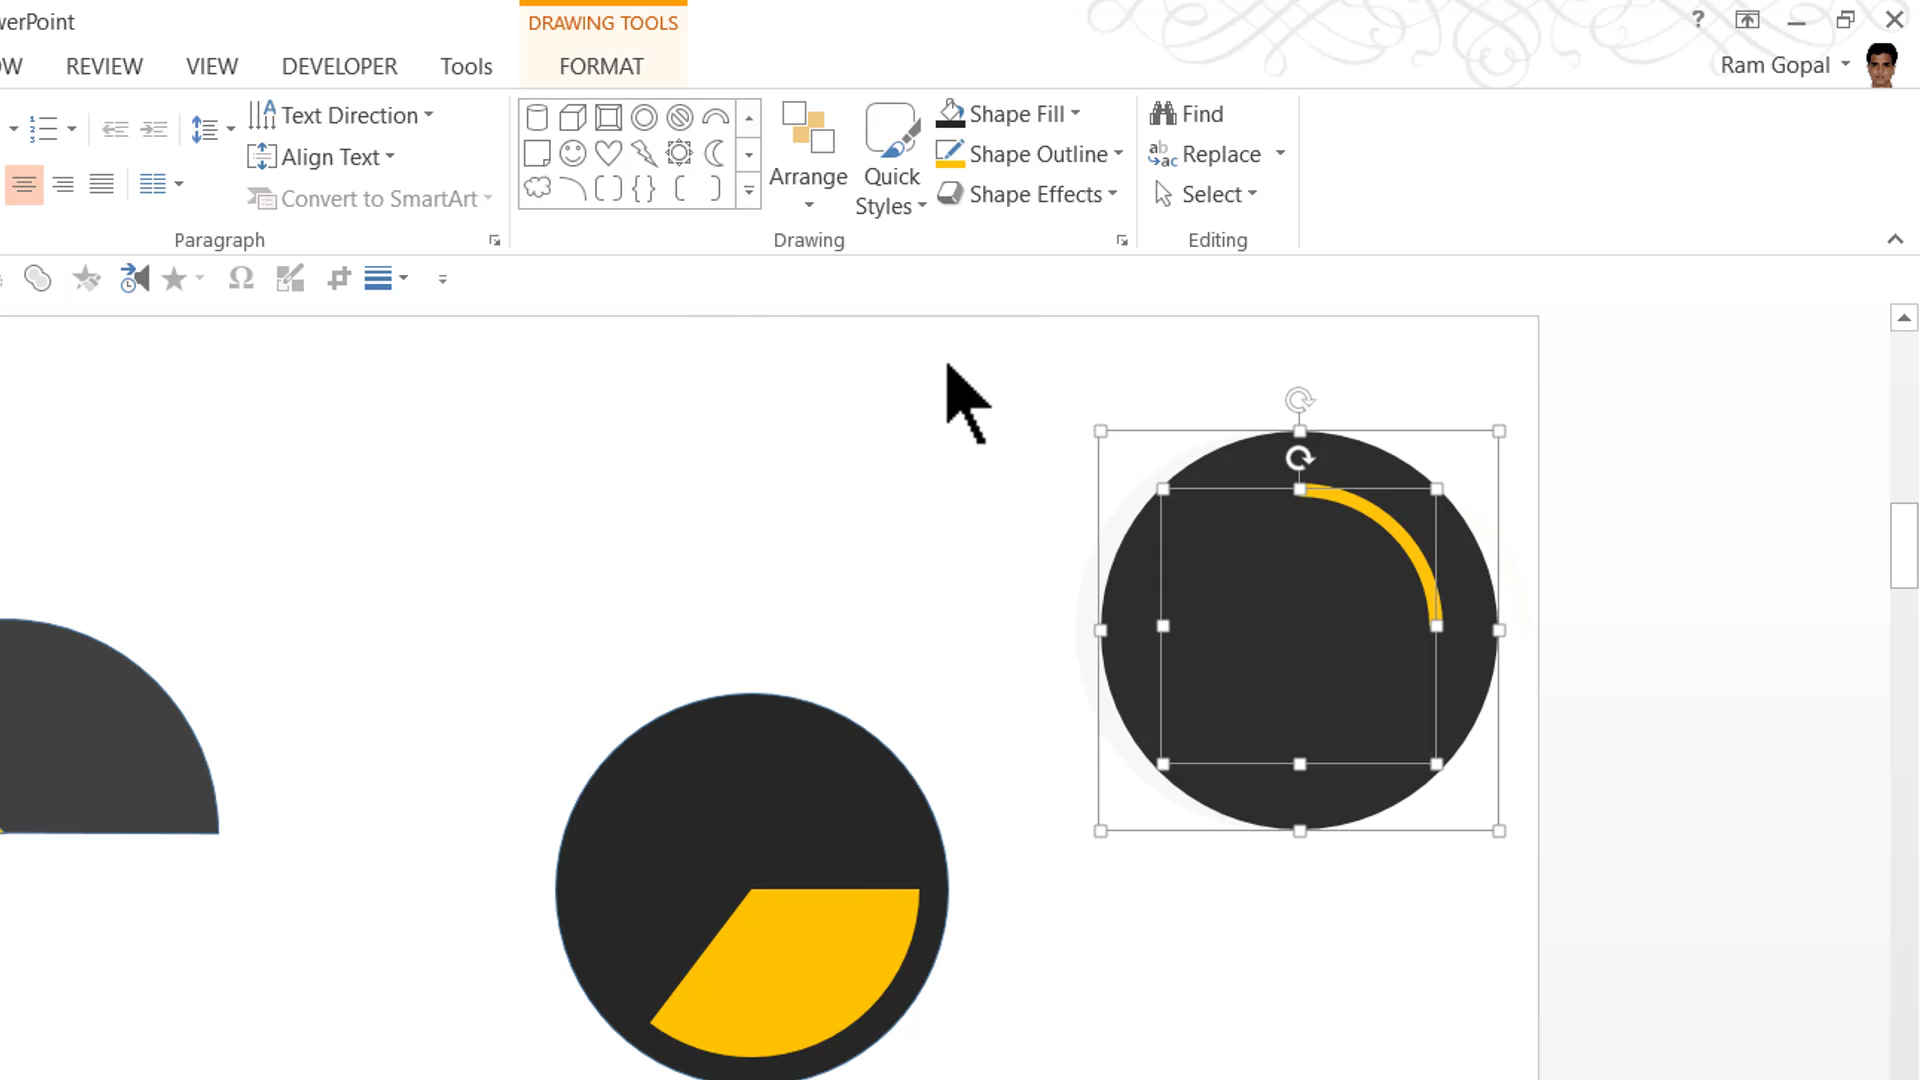 werPoint
DRAWING TOOLS
?
W
REVIEW
VIEW
DEVELOPER
Tools
FORMAT
Ram Gopal
Text Direction
Align Text
Convert to SmartArt
Paragraph
Arrange
Quick
Styles
Shape Fill
Shape Outline
Shape Effects
Drawing
Find
Replace
Select
Editing